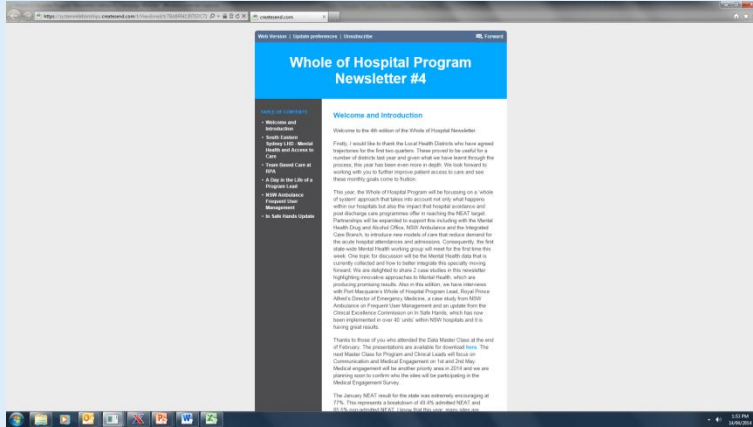 createsend.com
Web Version | Update preferences | Unsubscribe
Forward
Whole of Hospital Program
Newsletter #4
TABLE OF CONTENTS
Welcome and
Introduction
South Eastern
Sydney LHD - Mental
Health and Access to
Care
Team Based Care at
RPA
A Day in the Life of a
Program Lead
NSW Ambulance
Frequent User
Management
In Safe Hands Update
Welcome and Introduction
Welcome to the 4th edition of the Whole of Hospital Newsletter.
Firstly, I would like to thank the Local Health Districts who have agreed
trajectories for the first two quarters. These proved to be useful for a
number of districts last year and given what we have learnt through the
process, this year has been even more in depth. We look forward to
working with you to further improve patient access to care and see
these monthly goals come to fruition.
This year, the Whole of Hospital Program will be focussing on a 'whole
of system' approach that takes into account not only what happens
within our hospitals but also the impact that hospital avoidance and
post discharge care programmes offer in reaching the NEAT target.
Partnerships will be expanded to support this including with the Mental
Health Drug and Alcohol Office, NSW Ambulance and the Integrated
Care Branch, to introduce new models of care that reduce demand for
the acute hospital attendances and admissions. Consequently, the first
state-wide Mental Health working group will meet for the first time this
week. One topic for discussion will be the Mental Health data that is
currently collected and how to better integrate this specialty moving
forward. We are delighted to share 2 case studies in this newsletter
highlighting innovative approaches to Mental Health, which are
producing promising results. Also in this edition, we have interviews
with Port Macquarie's Whole of Hospital Program Lead, Royal Prince
Alfred's Director of Emergency Medicine, a case study from NSW
Ambulance on Frequent User Management and an update from the
Clinical Excellence Commission on In Safe Hands, which has now
been implemented in over 40 'units' within NSW hospitals and it is
having great results.
Thanks to those of you who attended the Data Master Class at the end
of February. The presentations are available for download here. The
next Master Class for Program and Clinical Leads will focus on
Communication and Medical Engagement on 1st and 2nd May.
Medical engagement will be another priority area in 2014 and we are
planning soon to confirm who the sites will be participating in the
Medical Engagement Survey.
The January NEAT result for the state was extremely encouraging at
77%. This represents a breakdown of 49.4% admitted NEAT and
non admitted NEAT. I know that this year, many sites are
1:53 PM
14/04/2014